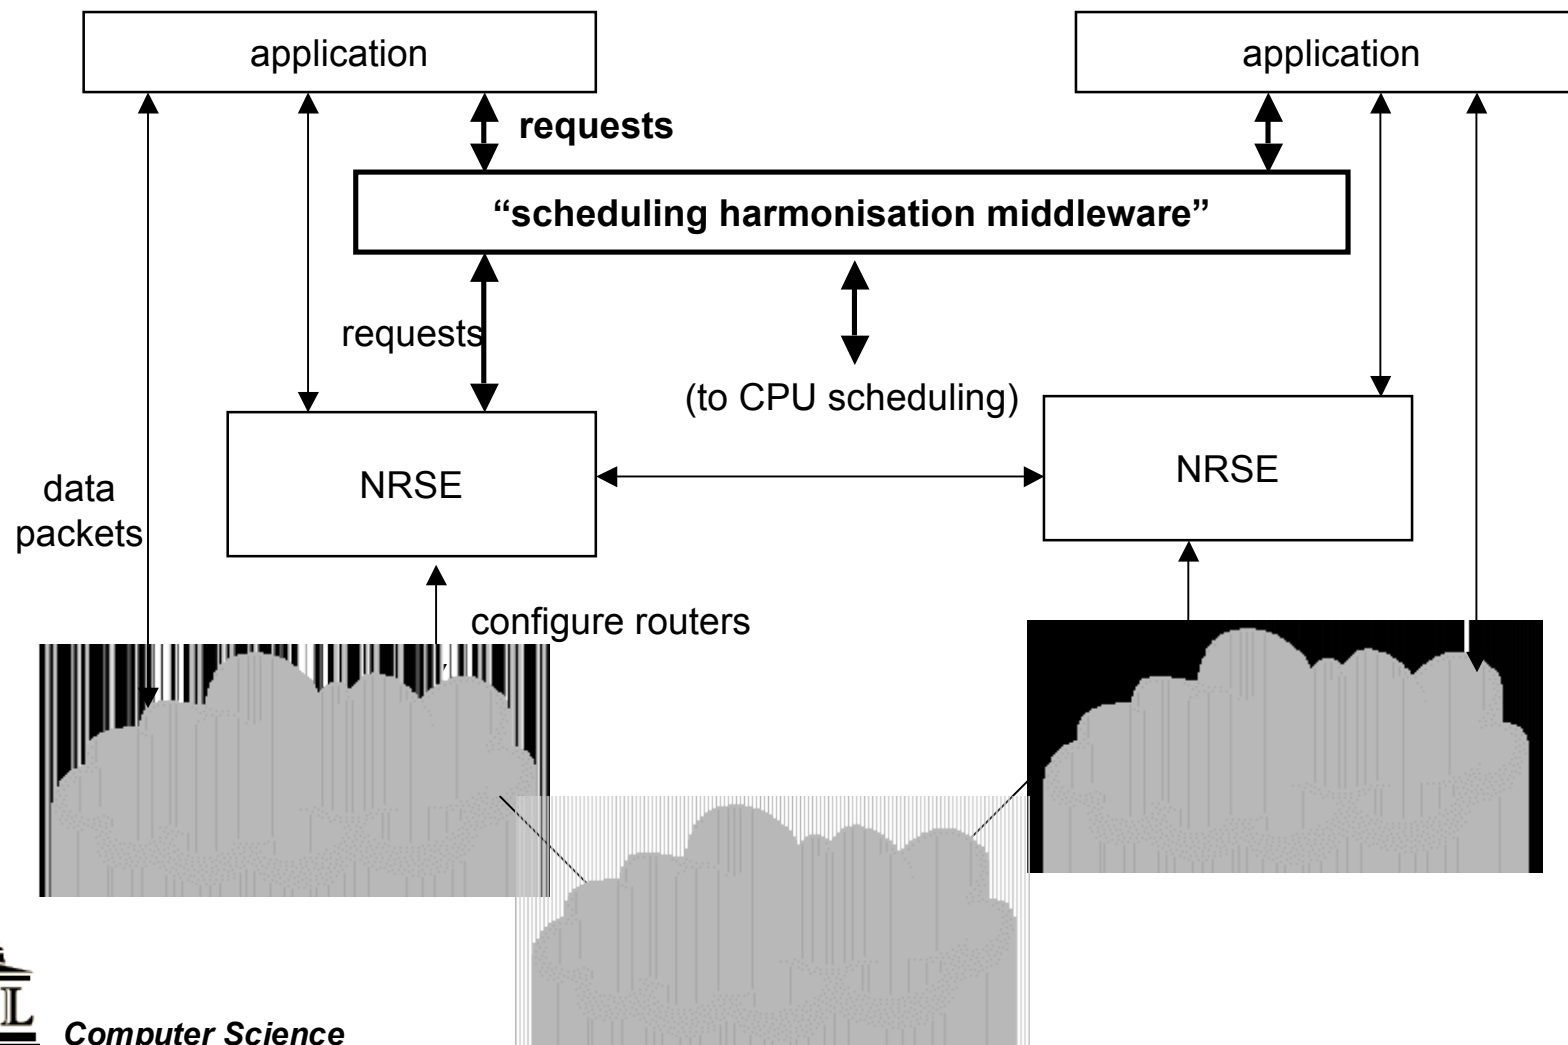 application
application
requests
“scheduling harmonisation middleware”
requests
(to CPU scheduling)
NRSE
NRSE
data
packets
configure routers
L
Computer Science